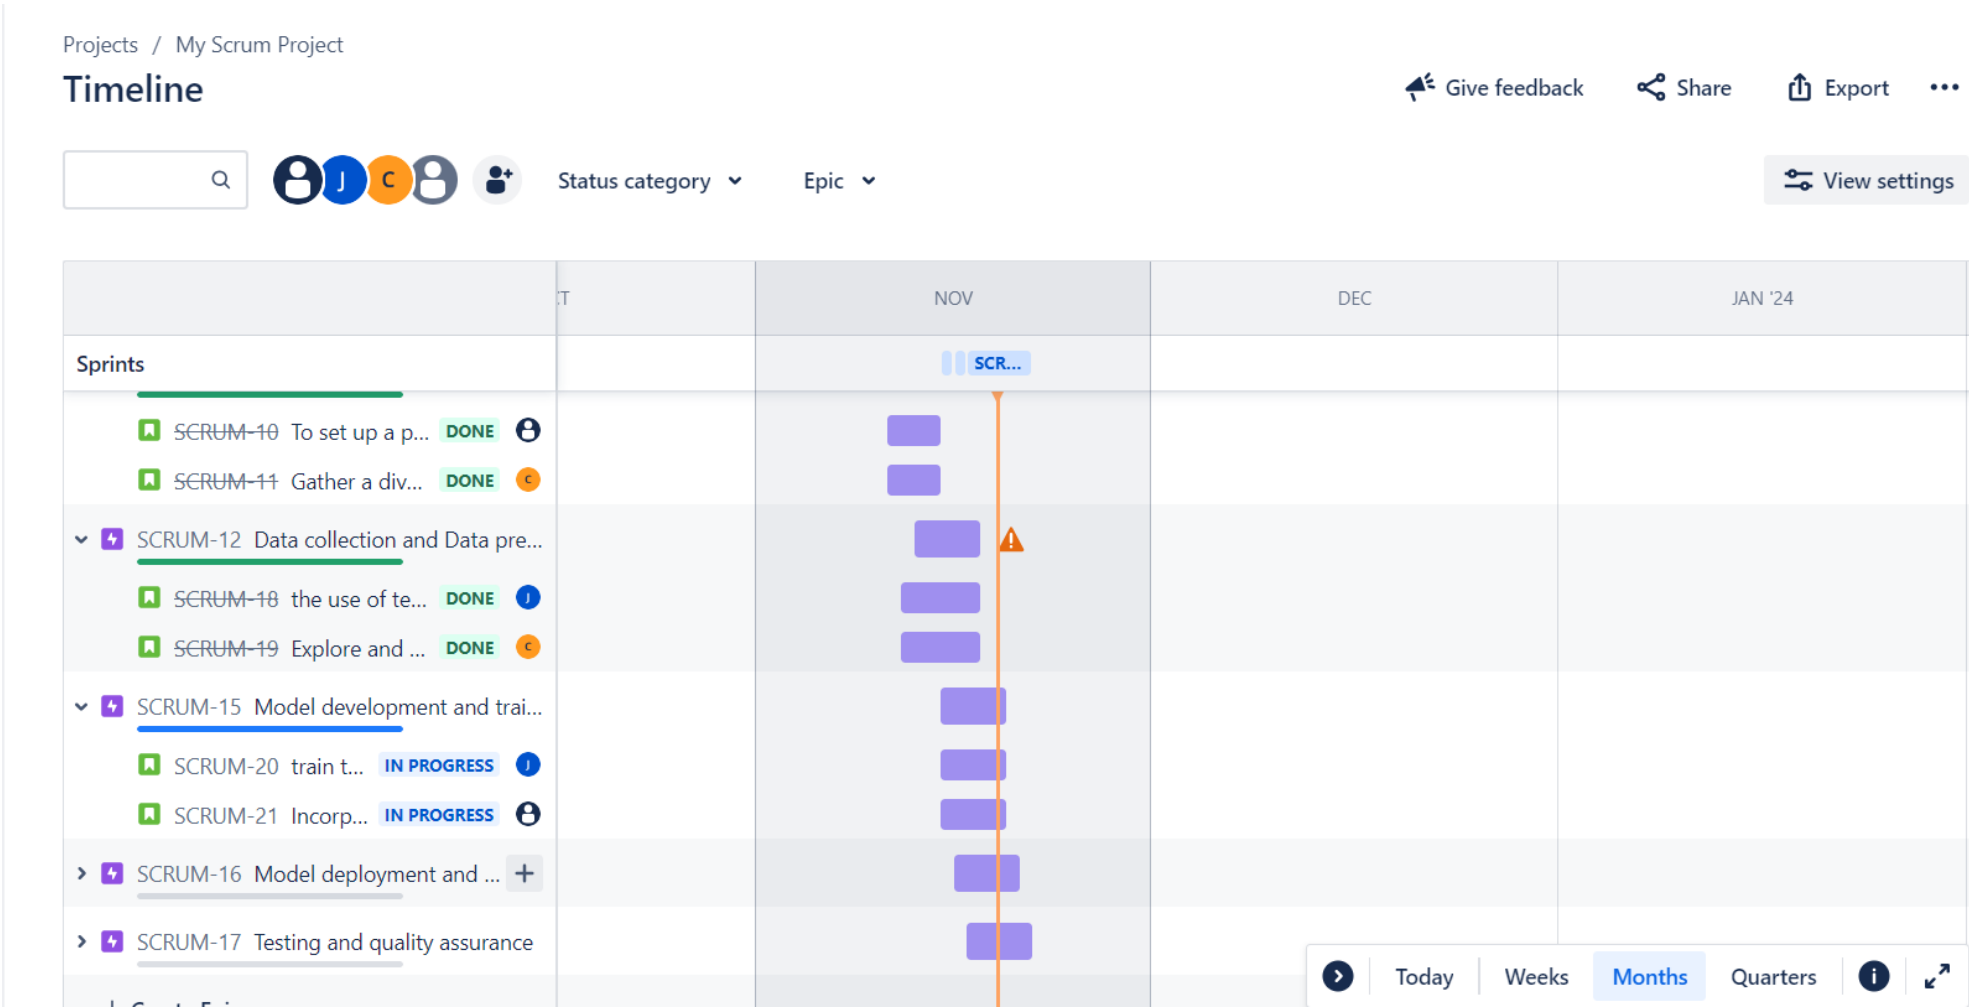 Projects / My Scrum Project
Timeline
Give feedback Share Export
J C Status category Epic View settings
NOV DEC JAN '24
Sprints SCR...
SCRUM-10 To set up a p... DONE
SCRUM-11 Gather a div... DONE C
SCRUM-12 Data collection and Data pre...
SCRUM-18 the use of te... DONE J
SCRUM-19 Explore and ... DONE C
SCRUM-15 Model development and trai...
SCRUM-20 train t... IN PROGRESS J
SCRUM-21 Incorp... IN PROGRESS
SCRUM-16 Model deployment and ...
SCRUM-17 Testing and quality assurance
Today Weeks Months Quarters